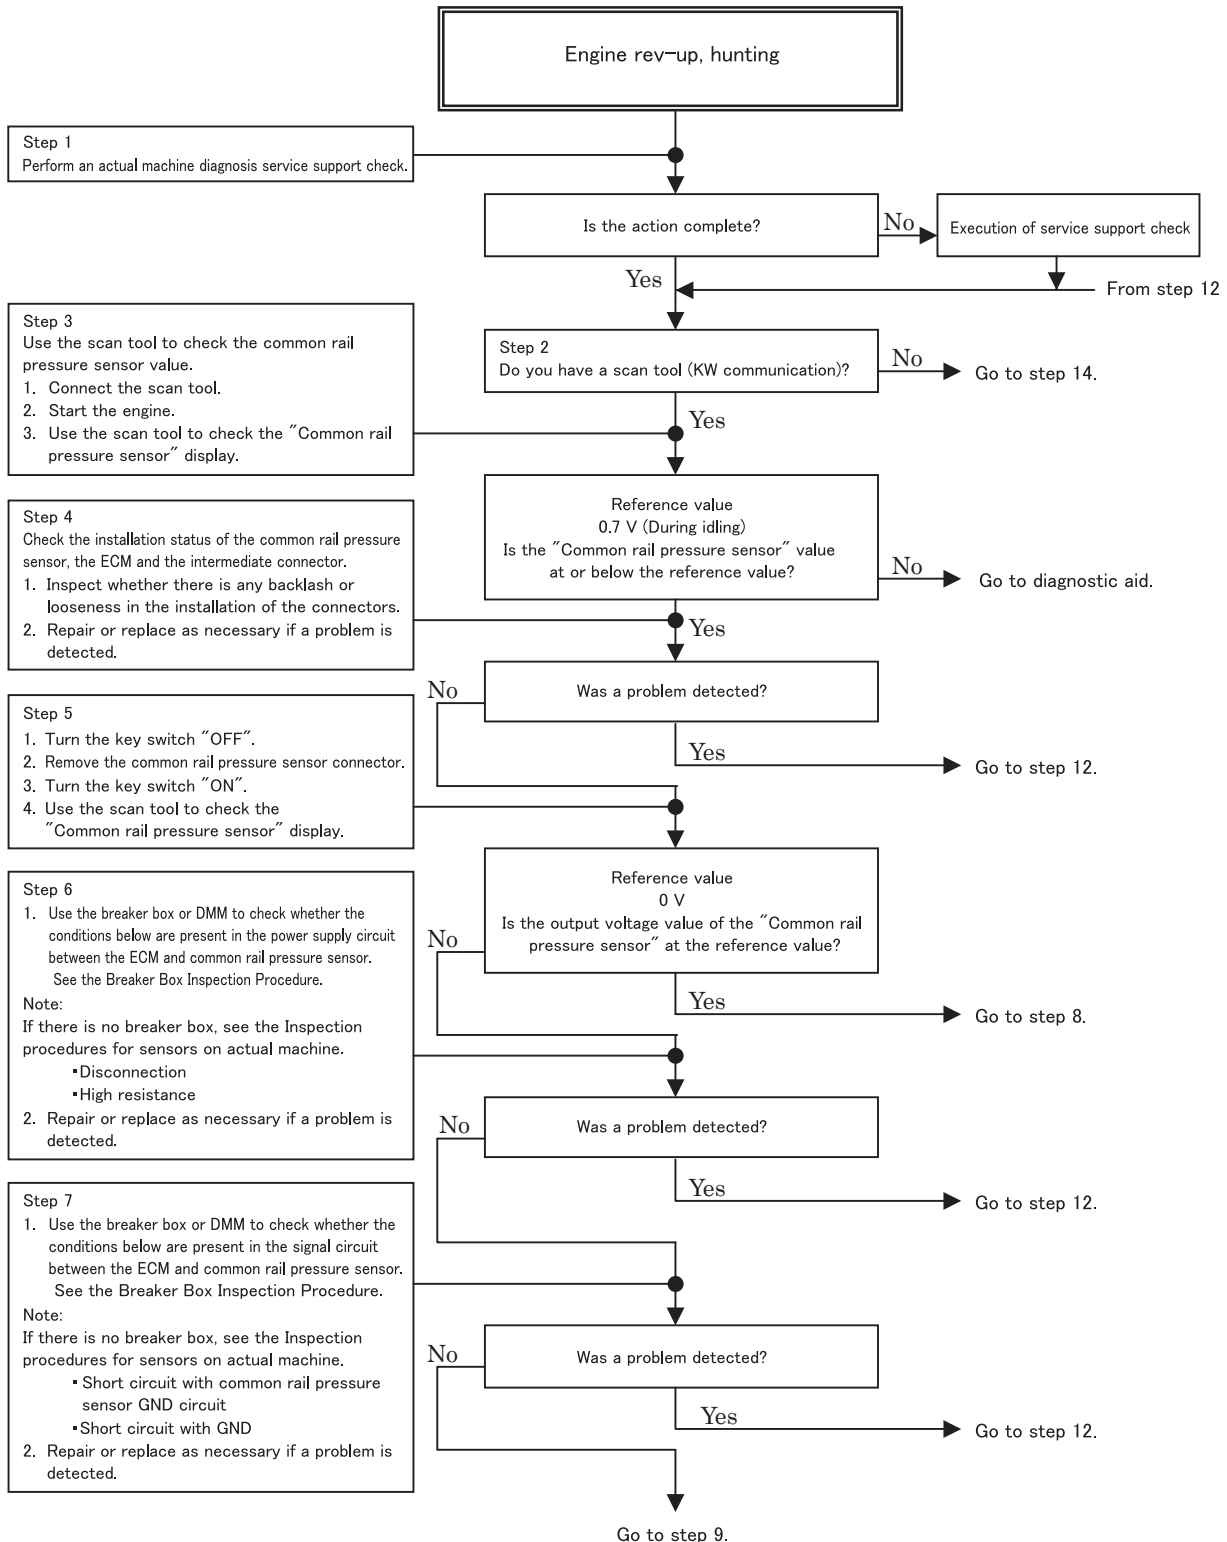 Engine rev-up, hunting
Step 1
Perform an actual machine diagnosis service support check.
Is the action complete?
No
Execution of service support check
Yes
From step 12
Step 3
Use the scan tool to check the common rail
pressure sensor value.
1. Connect the scan tool.
2. Start the engine.
3. Use the scan tool to check the "Common rail
pressure sensor" display.
Step 2
Do you have a scan tool (KW communication)?
No
Go to step 14.
Yes
Step 4
Check the installation status of the common rail pressure
sensor, the ECM and the intermediate connector.
1. Inspect whether there is any backlash or
looseness in the installation of the connectors.
2. Repair or replace as necessary if a problem is
detected.
Reference value
0.7 V (During idling)
Is the "Common rail pressure sensor" value
at or below the reference value?
No
Go to diagnostic aid.
Yes
No
Was a problem detected?
Yes
Go to step 12.
Step 5
1. Turn the key switch "OFF".
2. Remove the common rail pressure sensor connector.
3. Turn the key switch "ON".
4. Use the scan tool to check the
"Common rail pressure sensor" display.
Reference value
0 V
Is the output voltage value of the "Common rail
pressure sensor" at the reference value?
No
Yes
Go to step 8.
Step 6
1. Use the breaker box or DMM to check whether the
conditions below are present in the power supply circuit
between the ECM and common rail pressure sensor.
See the Breaker Box Inspection Procedure.
Note:
If there is no breaker box, see the Inspection
procedures for sensors on actual machine.
▪Disconnection
▪High resistance
2. Repair or replace as necessary if a problem is
detected.
No
Was a problem detected?
Yes
Go to step 12.
Step 7
1. Use the breaker box or DMM to check whether the
conditions below are present in the signal circuit
between the ECM and common rail pressure sensor.
See the Breaker Box Inspection Procedure.
Note:
If there is no breaker box, see the Inspection
procedures for sensors on actual machine.
▪Short circuit with common rail pressure
sensor GND circuit
▪Short circuit with GND
2. Repair or replace as necessary if a problem is
detected.
No
Was a problem detected?
Yes
Go to step 12.
Go to step 9.